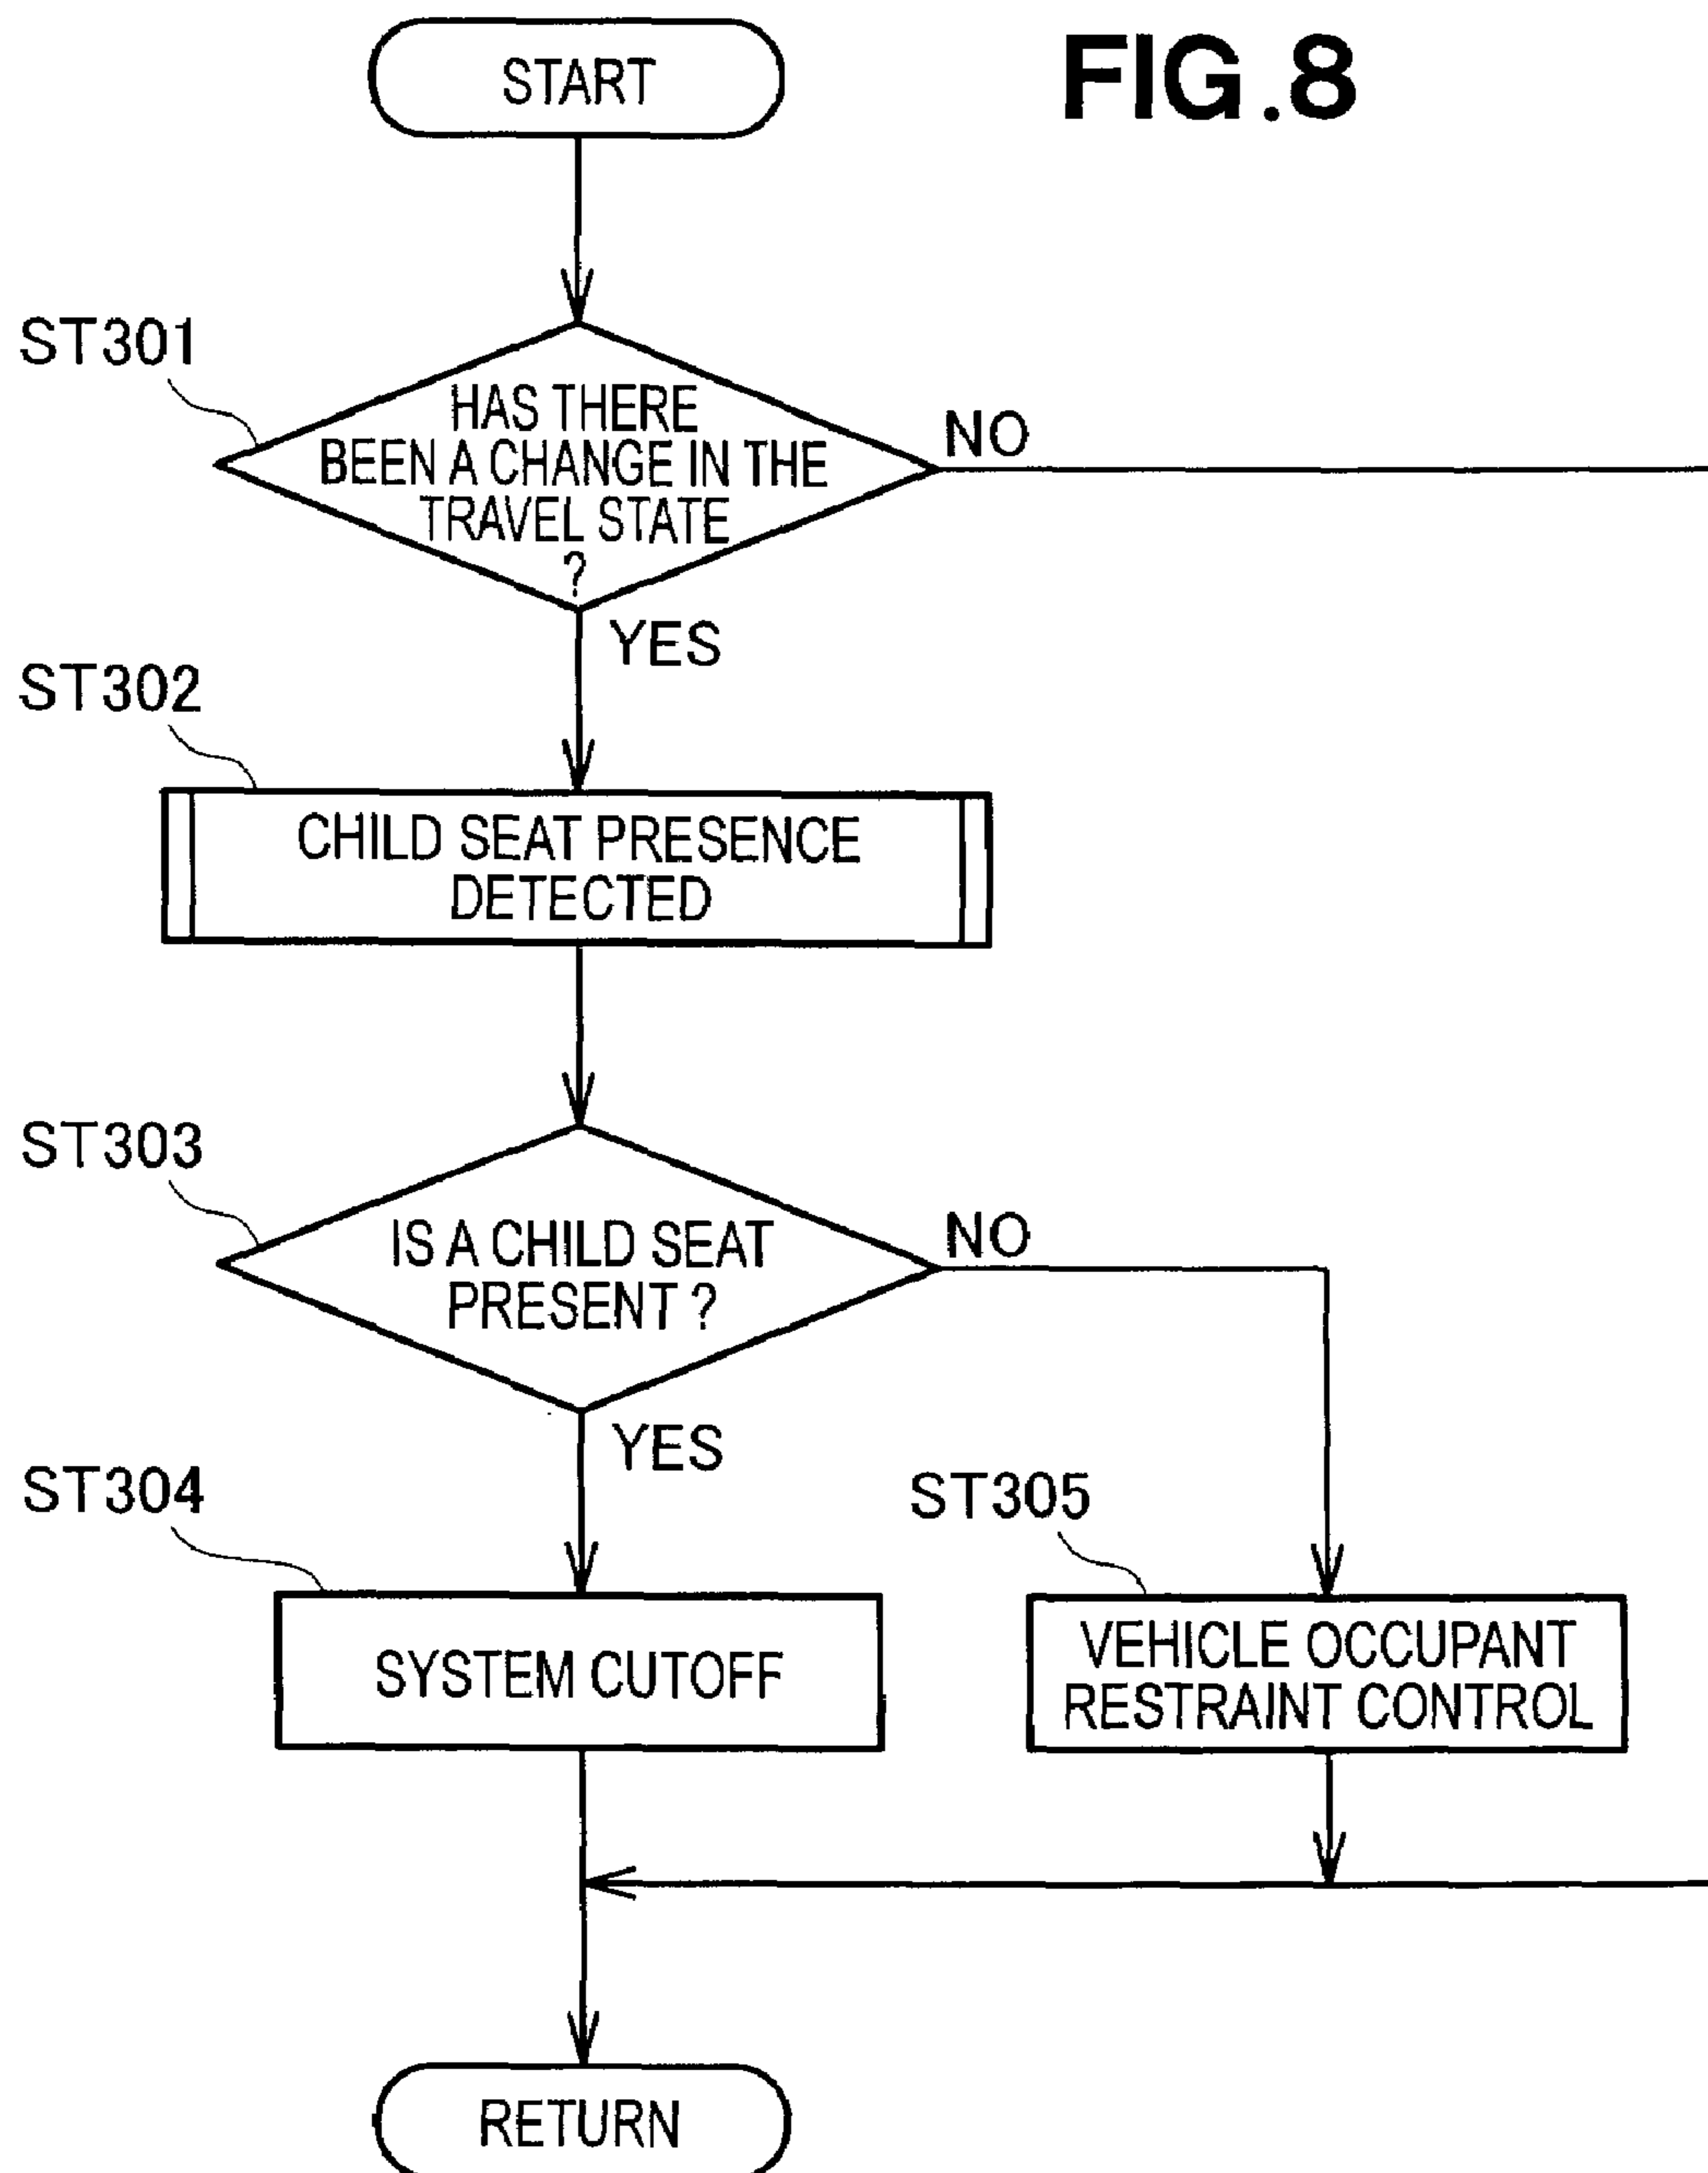 FIG.8
START
ST301
HAS THERE
BEEN A CHANGE IN THE
TRAVEL STATE
?
NO
YES
ST302
CHILD SEAT PRESENCE
DETECTED
ST303
IS A CHILD SEAT
PRESENT ?
NO
YES
ST304
SYSTEM CUTOFF
ST305
VEHICLE OCCUPANT
RESTRAINT CONTROL
RETURN